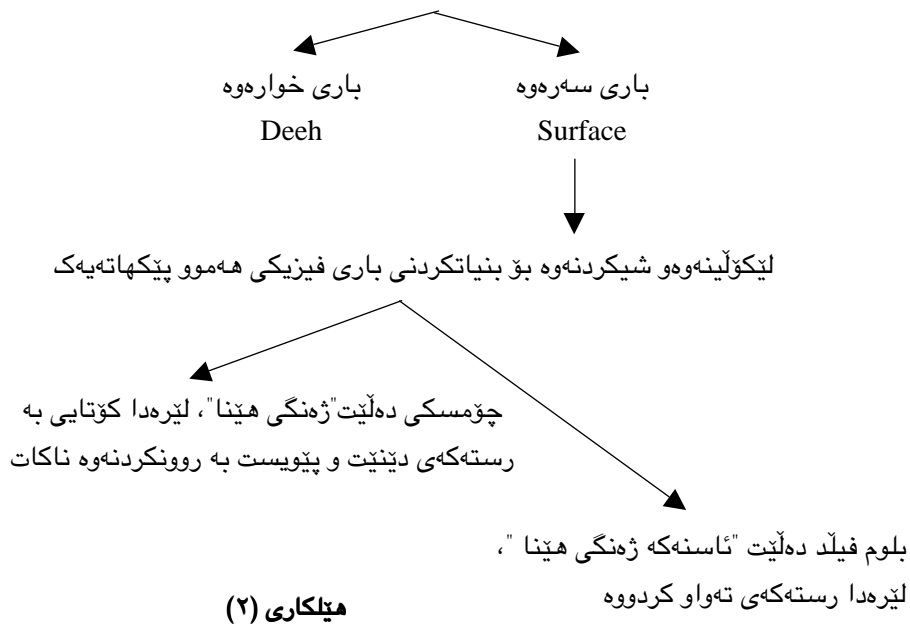 باری سەرەوە
باری خوارەوە
Surface
Deeh
لێکۆڵینەوەو شیکردنەوە بۆ بنیاتکردنی باری فیزیکی هەموو پێکهاتەیەک
چۆمسکی دەڵێت"ژەنگی هێنا"، لێرەدا کۆتایی بە
رستەکەی دێنێت و پێویست بە روونکردنەوە ناکات
بلوم فیڵد دەڵێت "ئاسنەکە ژەنگی هێنا "،
لێرەدا رستەکەی تەواو کردووە
هێلکاری (٢)